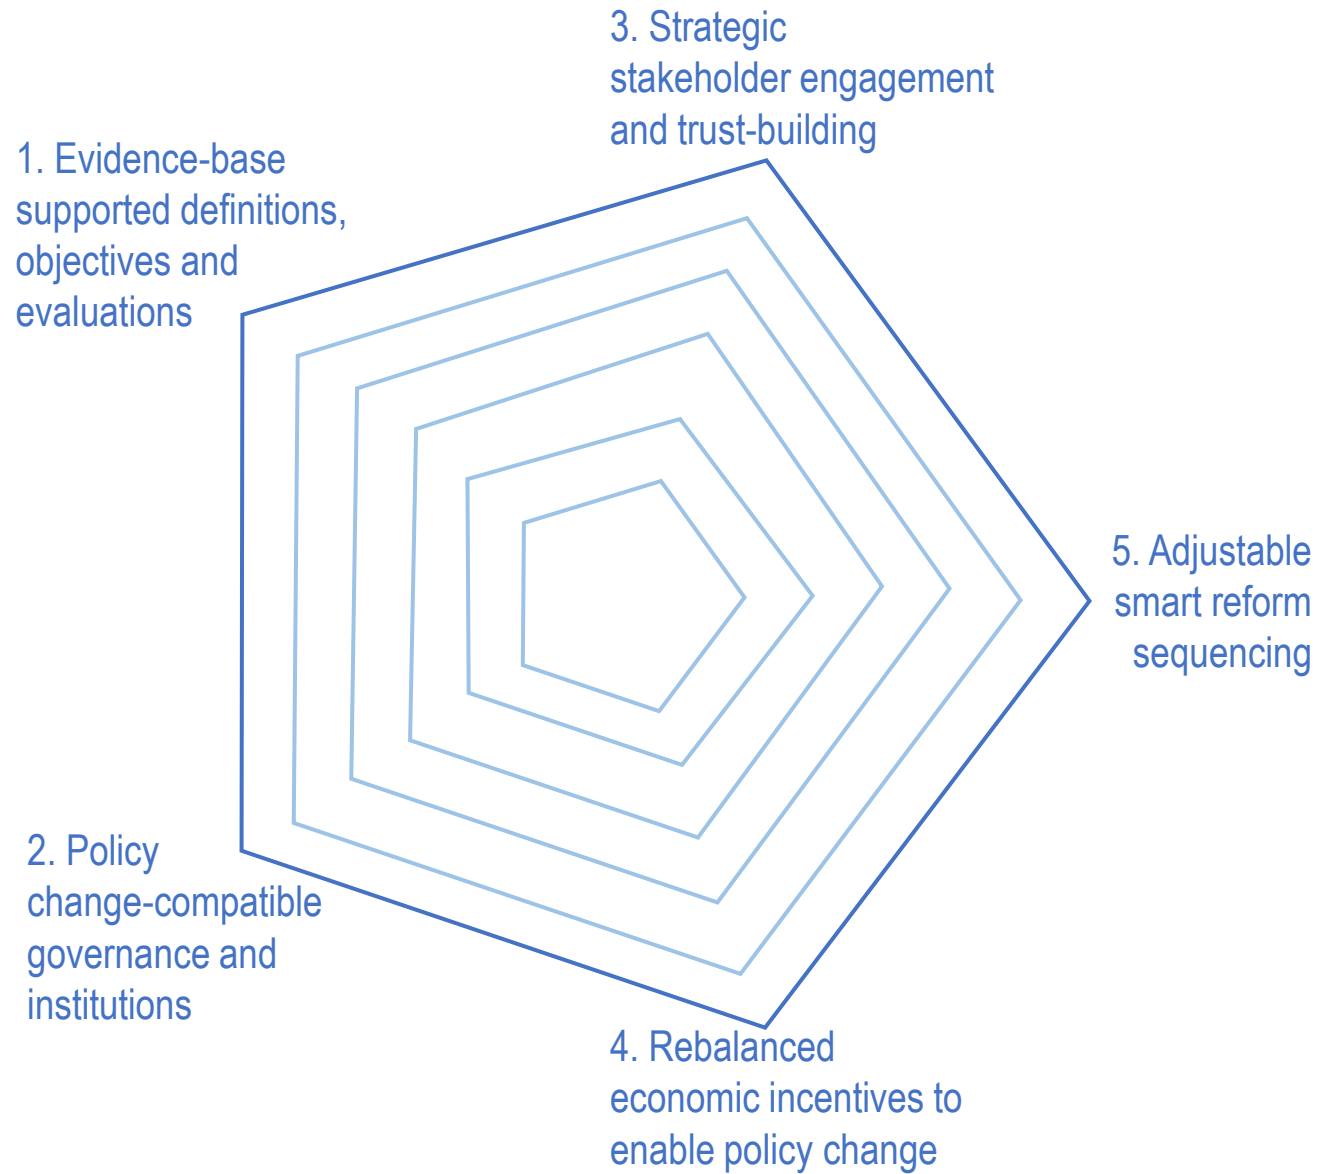 3. Strategic
stakeholder engagement
and trust-building
1. Evidence-base
supported definitions,
objectives and
evaluations
5. Adjustable
smart reform
sequencing
2. Policy
change-compatible
governance and
institutions
4. Rebalanced
economic incentives to
enable policy change